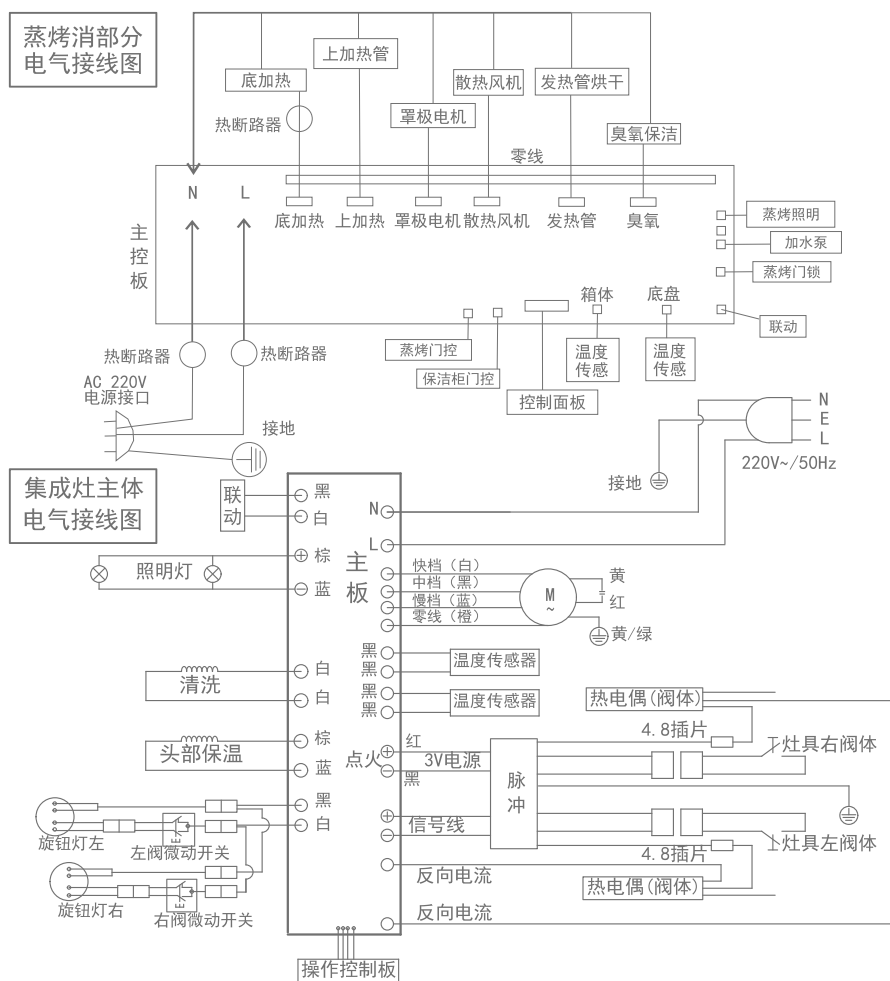 蒸烤消部分
电气接线图
上加热管
底加热
散热风机
发热管烘干
热断路器
罩极电机
臭氧保洁
零线
N
L
底加热
上加热
罩极电机
散热风机
发热管
臭氧
主控板
蒸烤照明
加水泵
蒸烤门锁
联动
箱体
底盘
蒸烤门控
保洁柜门控
控制面板
温度
传感
温度
传感
热断路器
热断路器
AC 220V
电源接口
接地
N
E
L
220V~/50Hz
接地
集成灶主体
电气接线图
联动
黑
白
N
L
主板
照明灯
棕
蓝
快档（白）
中档（黑）
慢档（蓝）
零线（橙）
M
~
黄
红
黄/绿
黑
黑
温度传感器
黑
黑
温度传感器
清洗
白
白
头部保温
棕
蓝
点火
红
3V电源
黑
脉冲
信号线
热电偶(阀体)
4.8插片
灶具右阀体
灶具左阀体
4.8插片
热电偶(阀体)
反向电流
反向电流
黑
白
旋钮灯左
E
左阀微动开关
旋钮灯右
E
右阀微动开关
操作控制板